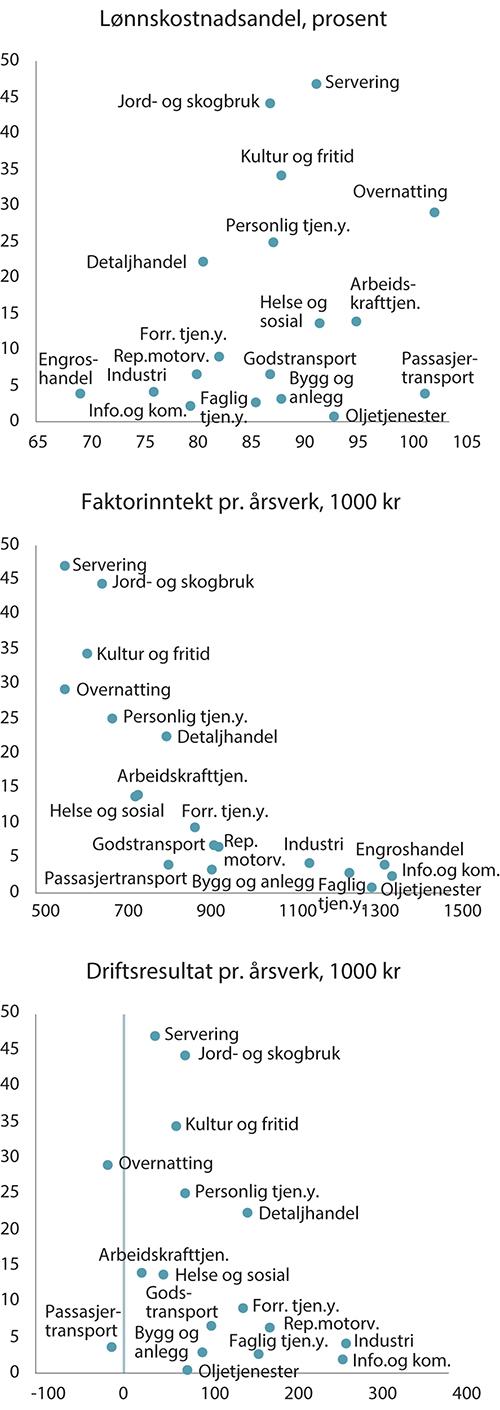 Lønnskostnadsandel, prosent
50
45
40
35
30
25
20
15
10
5
0
Servering
Jord- og skogbruk
Kultur og fritid
Overnatting
Personlig tjen.y.
Detaljhandel
Arbeids-
krafttjen.
Helse og
sosial
Forr. tjen.y.
Engros-
handel
Rep.motorv.
Industri
Godstransport
Passasjer-
transport
Bygg og
anlegg
Info.og kom.
Faglig
tjen.y.
Oljetjenester
65 70 75 80 85 90 95 100 105
Faktorinntekt pr. årsverk, 1000 kr
50
45
40
35
30
25
20
15
10
5
0
Servering
Jord- og skogbruk
Kultur og fritid
Overnatting
Personlig tjen.y.
Detaljhandel
Arbeidskrafttjen.
Helse og sosial
Forr. tjen.y.
Godstransport
Rep.
motorv.
Industri
Engroshandel
Info.og kom.
Passasjertransport
Bygg og anlegg
Faglig
tjen.y.
Oljetjenester
500 700 900 1100 1300 1500
Driftsresultat pr. årsverk, 1000 kr
50
45
40
35
30
25
20
15
10
5
0
Servering
Jord- og skogbruk
Kultur og fritid
Overnatting
Personlig tjen.y.
Detaljhandel
Arbeidskrafttjen.
Helse og sosial
Gods-
transport
Passasjer-
transport
Forr. tjen.y.
Rep.motorv.
Bygg og
anlegg
Faglig tjen.y.
Industri
Info.og kom.
Oljetjenester
-100 0 100 200 300 400